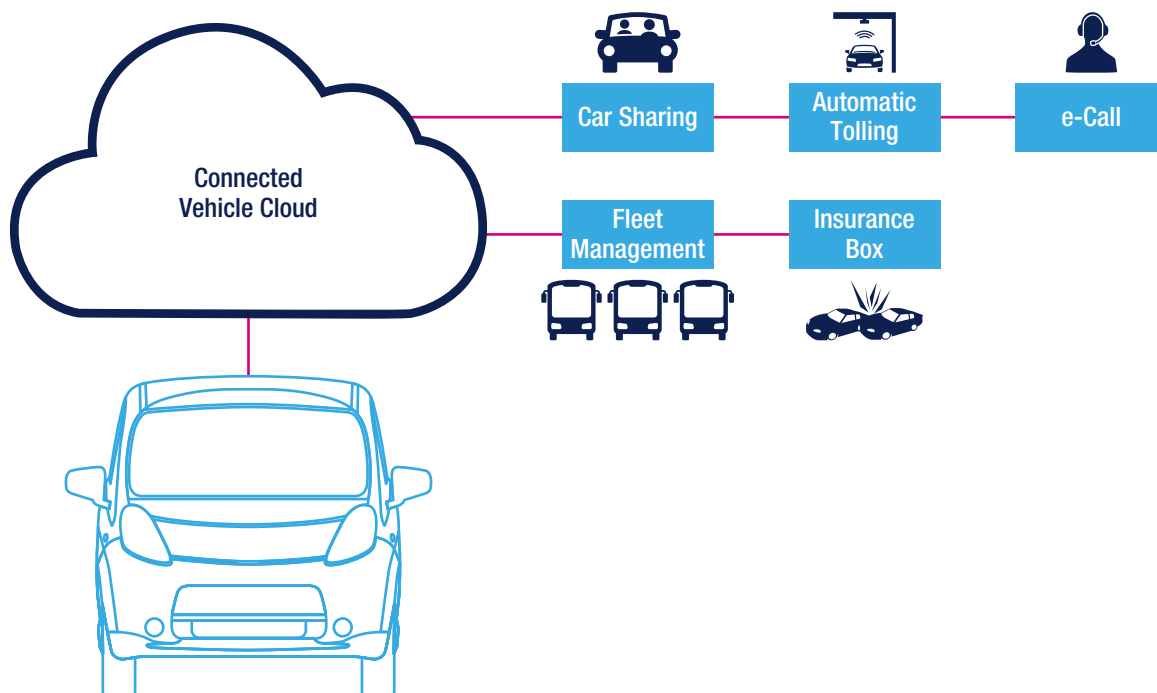 Connected
Vehicle Cloud
Car Sharing
Automatic
Tolling
e-Call
Fleet
Management
Insurance
Box